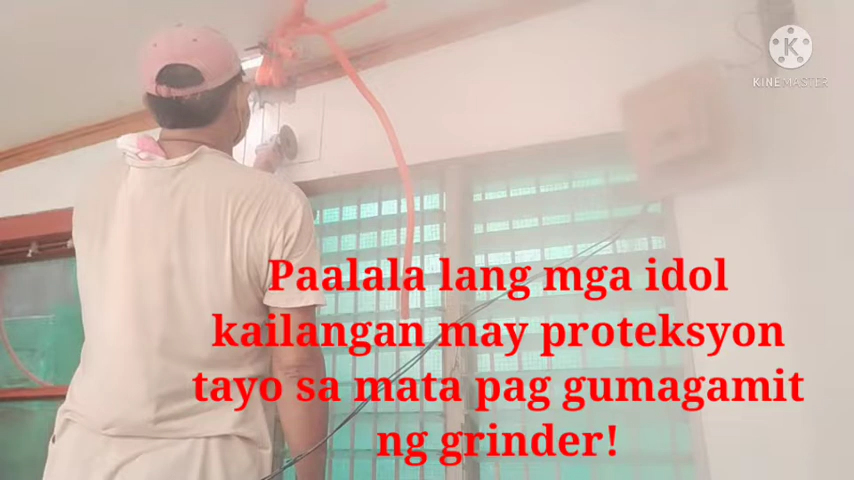 K
KINEMASTER
Paalala lang mga idol
kailangan may proteksyon
tayo sa mata pag gumagamit
ng grinder!